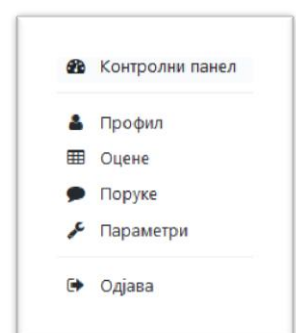 Контролни панел
Профил
Оцене
Поруке
Параметри
Одјава